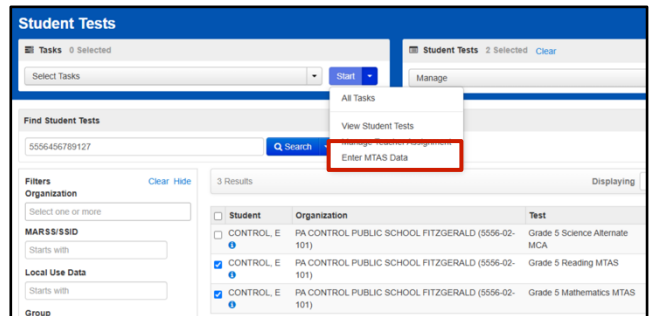 Student Tests
Tasks 0 Selected
Student Tests 2 Selected Clear
Select Tasks
Start
Manage
All Tasks
View Student Tests
Manage Teacher Assignment
Enter MTAS Data
Find Student Tests
5556456789127
Search
Filters
Clear Hide
3 Results
Displaying
Organization
Select one or more
Student Organization Test
MARSS/SSID
Starts with
CONTROL, E PA CONTROL PUBLIC SCHOOL FITZGERALD (5556-02-
101)
Grade 5 Science Alternate
MCA
Local Use Data
Starts with
CONTROL, E PA CONTROL PUBLIC SCHOOL FITZGERALD (5556-02-
101)
Grade 5 Reading MTAS
Group
CONTROL, E PA CONTROL PUBLIC SCHOOL FITZGERALD (5556-02-
101)
Grade 5 Mathematics MTAS